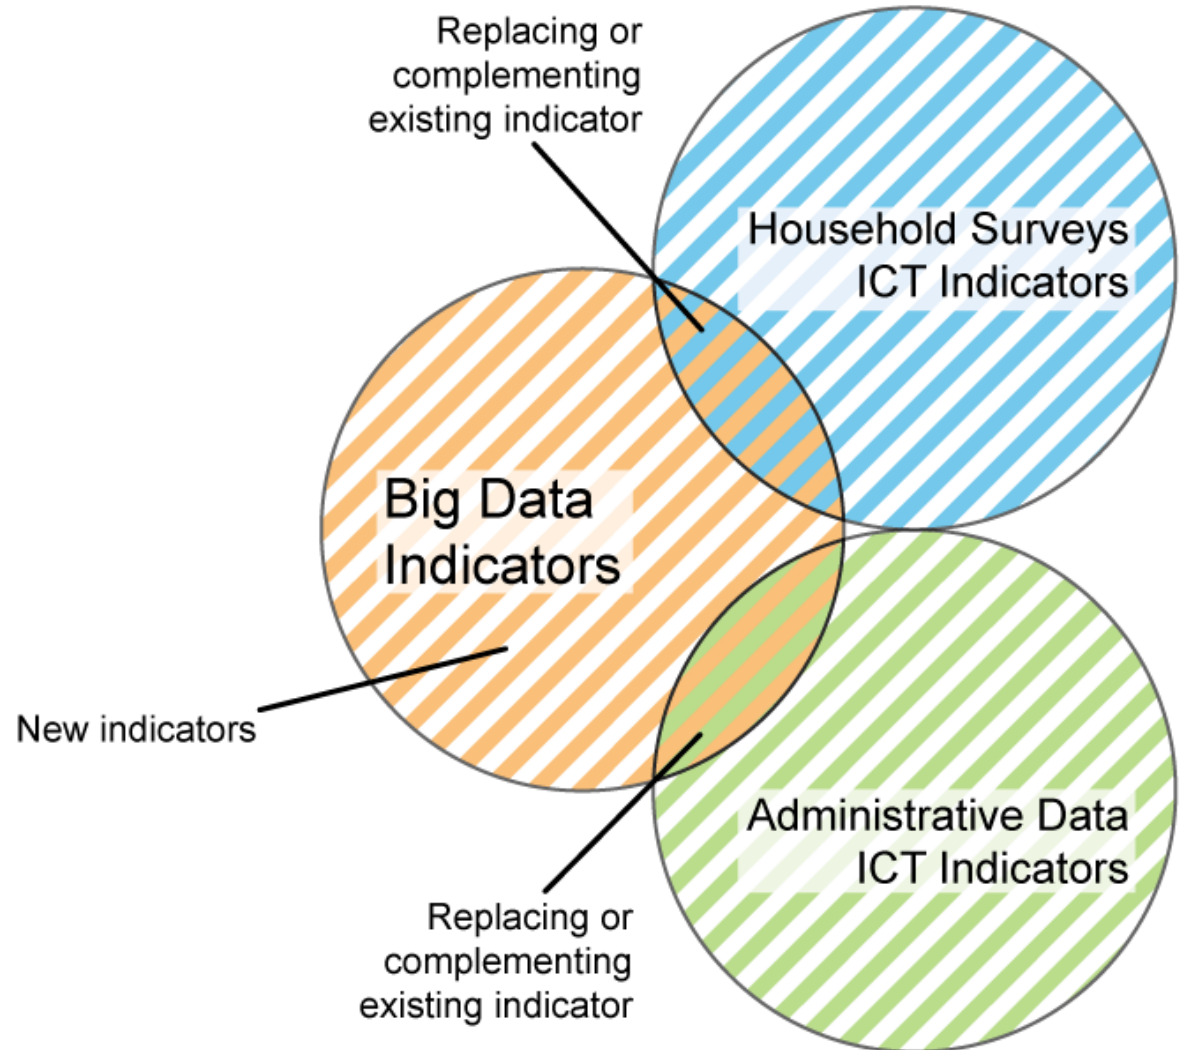 Replacing or
complementing
existing indicator
Household Surveys
ICT Indicators
Big Data
Indicators
New indicators
Administrative Data
ICT Indicators
Replacing or
complementing
existing indicator